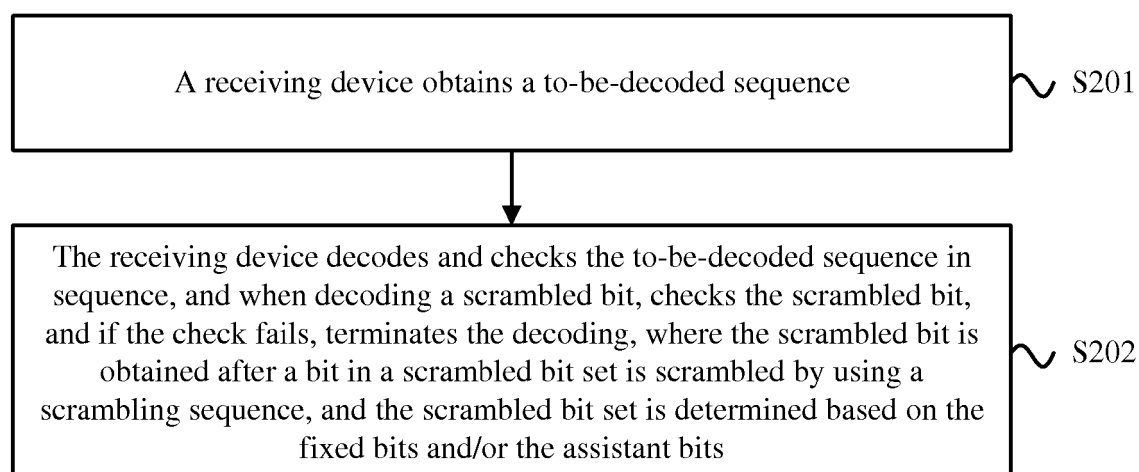 A receiving device obtains a to-be-decoded sequence
S201
The receiving device decodes and checks the to-be-decoded sequence in
sequence, and when decoding a scrambled bit, checks the scrambled bit,
and if the check fails, terminates the decoding, where the scrambled bit is
obtained after a bit in a scrambled bit set is scrambled by using a
scrambling sequence, and the scrambled bit set is determined based on the
fixed bits and/or the assistant bits
S202